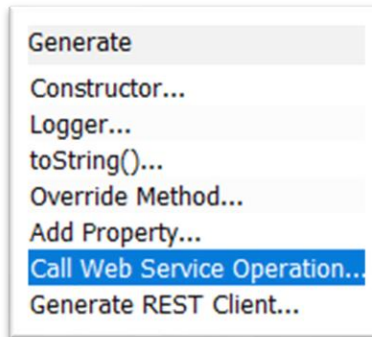 Generate
Constructor...
Logger...
toString()...
Override Method...
Add Property...
Call Web Service Operation...
Generate REST Client...